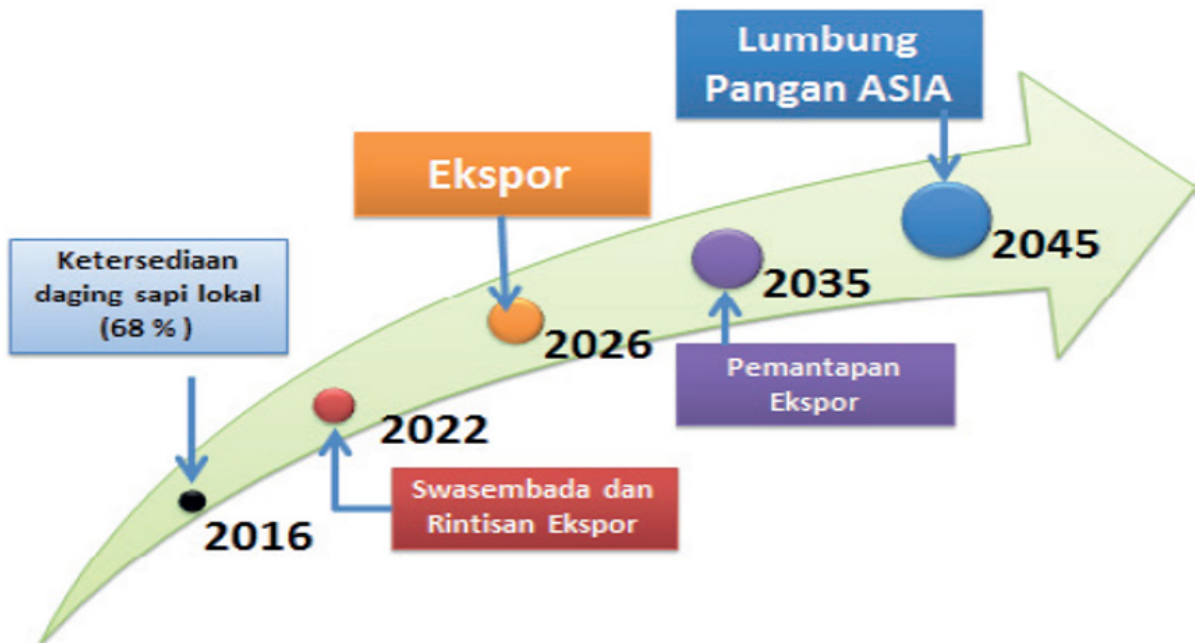 Lumbung
Pangan ASIA
Ekspor
Ketersediaan
daging sapi lokal
(68 % )
2045
2035
2026
Pemantapan
Ekspor
2022
Swasembada dan
Rintisan Ekspor
2016